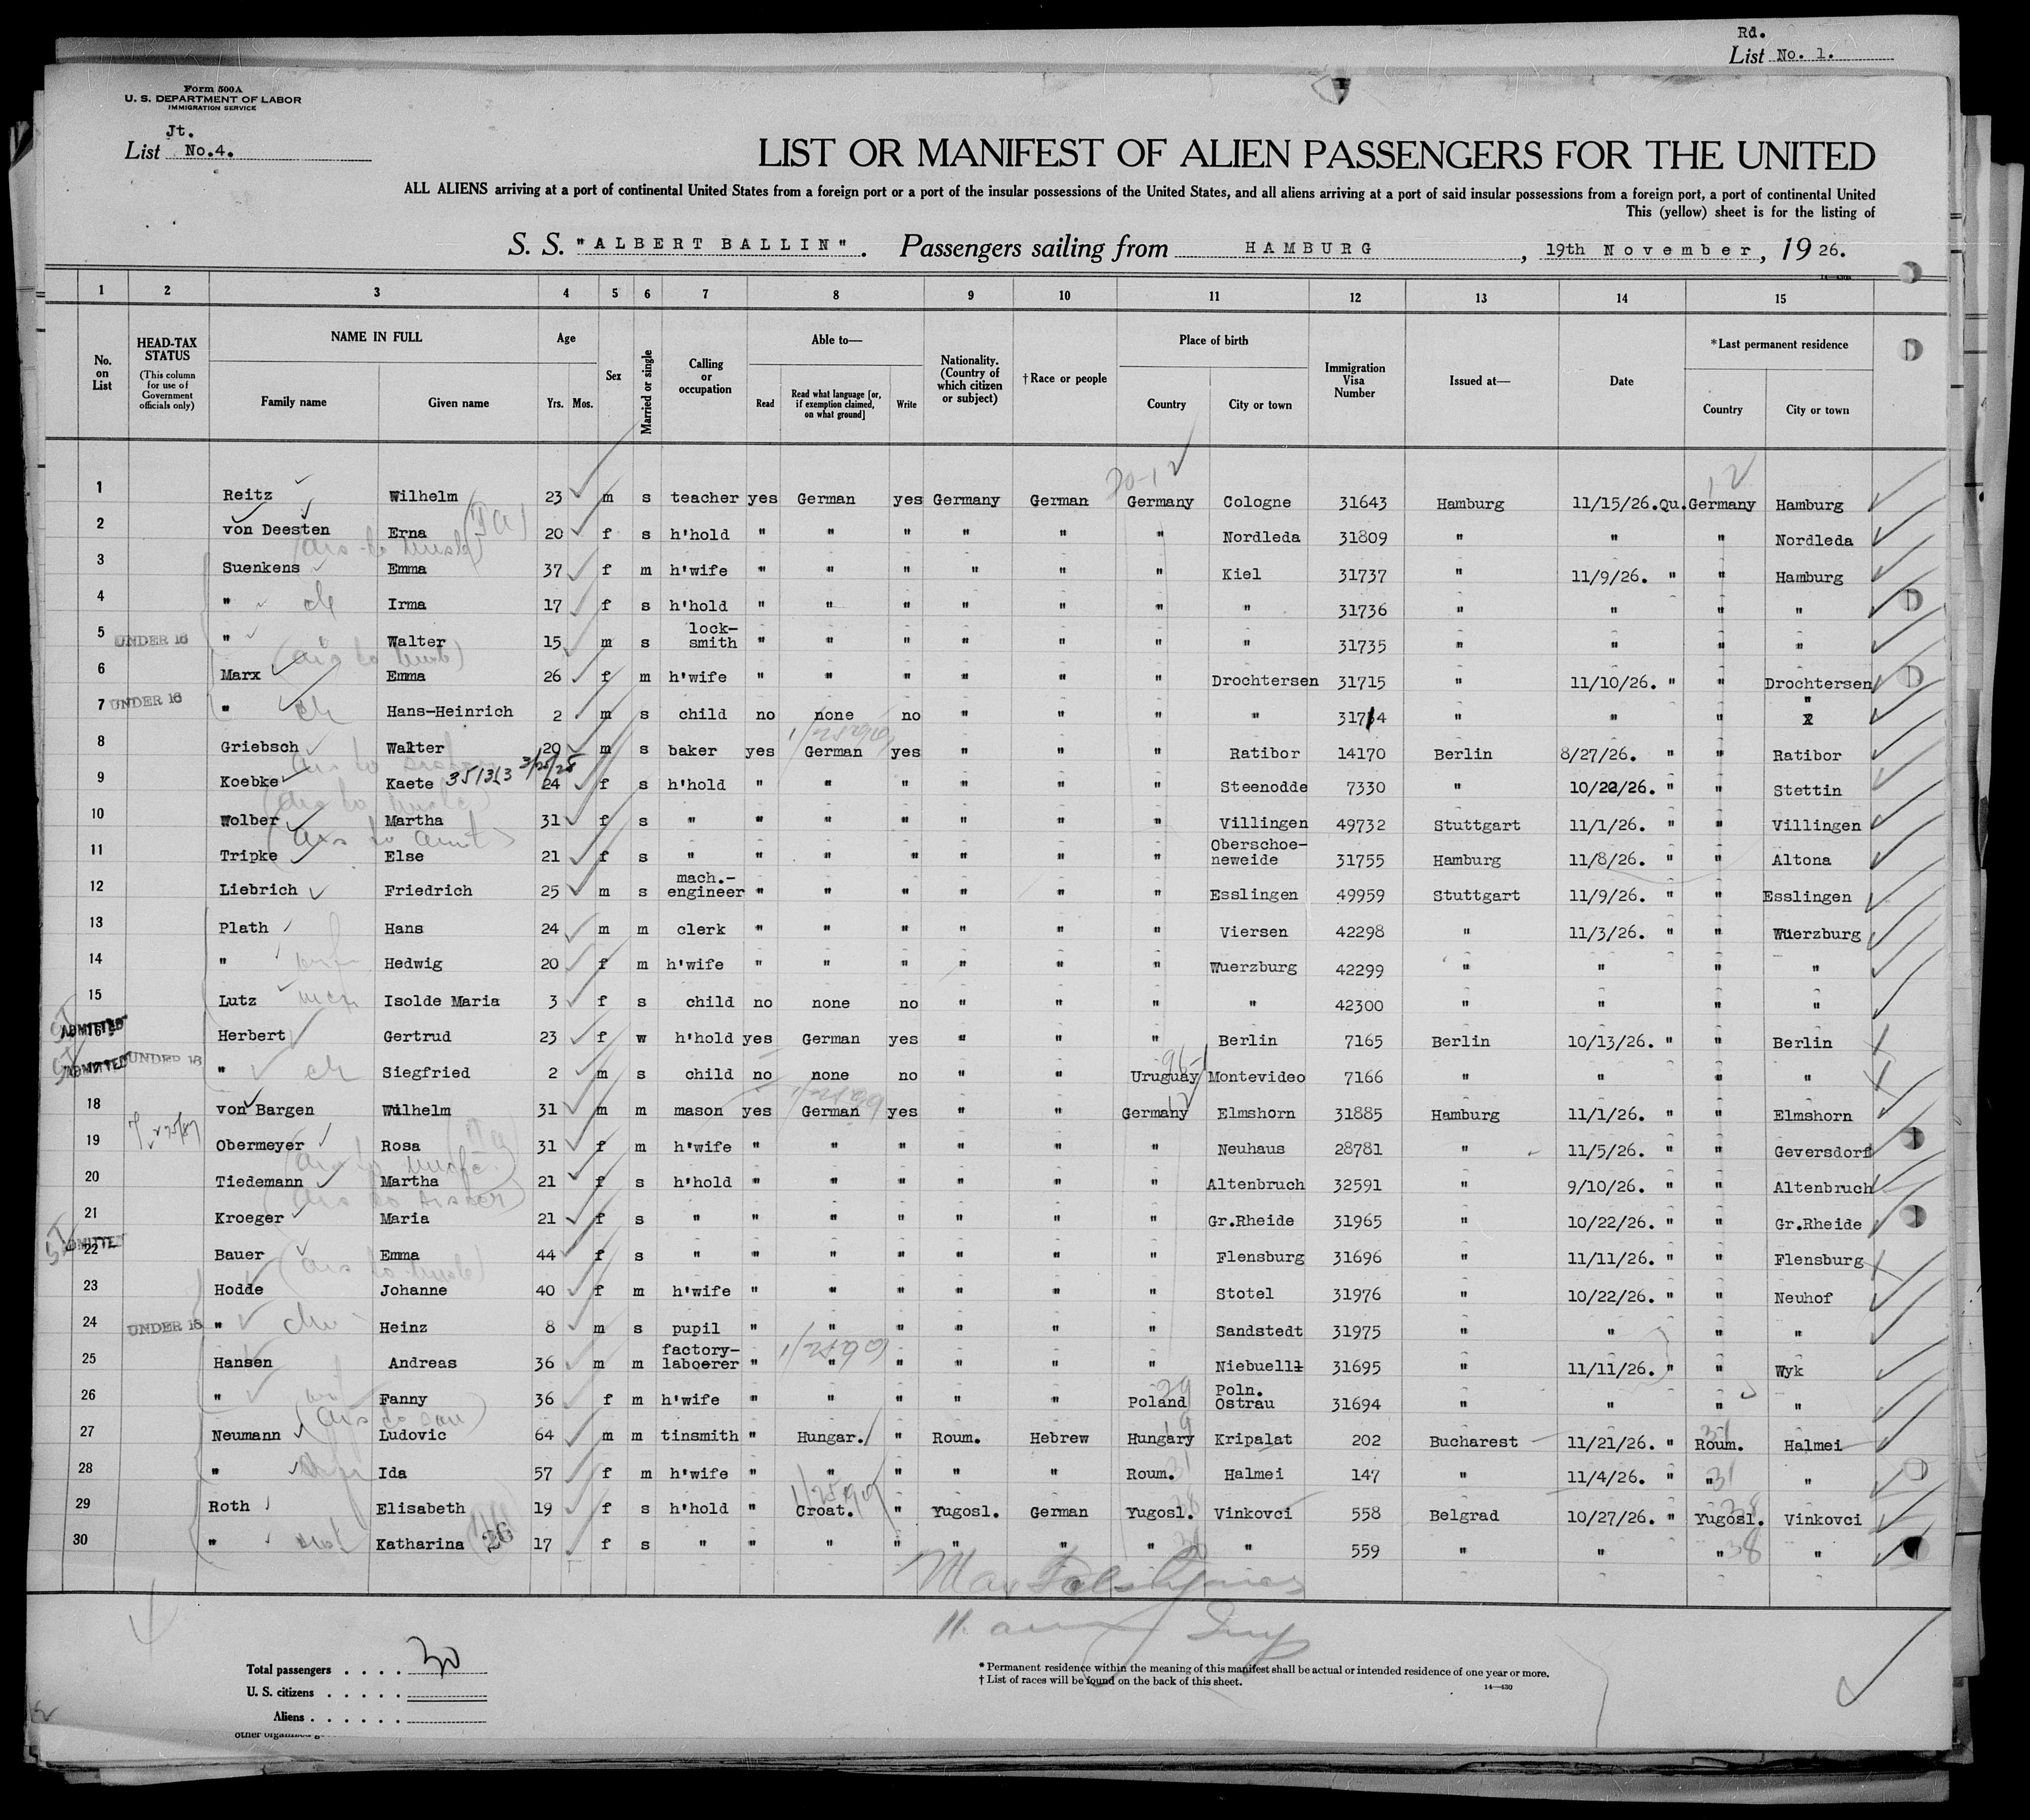 Rd.
List No. 1.
Form 500A
U. S. DEPARTMENT OF LABOR
IMMIGRATION SERVICE
Jt.
List No.4.
LIST OR MANIFEST OF ALIEN PASSENGERS FOR THE UNITED
ALL ALIENS arriving at a port of continental United States from a foreign port or a port of the insular possessions of the United States, and all aliens arriving at a port of said insular possessions from a foreign port, a port of continental United
This (yellow) sheet is for the listing of
S. S. "ALBERT BALLIN". Passengers sailing from HAMBURG, 19th November, 1926.
1 2 3 4 5 6 7 8 9 10 11 12 13 14 15
No. on List
HEAD-TAX STATUS (This column for use of Government officials only)
NAME IN FULL
Family name Given name
Age
Yrs. Mos.
Sex
Married or single
Calling or occupation
Able to—
Read Read what language [or, if exemption claimed, on what ground] Write
Nationality. (Country of which citizen or subject)
†Race or people
Place of birth
Country City or town
Immigration Visa Number
Issued at—
Date
*Last permanent residence
Country City or town
1 Reitz Wilhelm 23 m s teacher yes German yes Germany German Germany Cologne 31643 Hamburg 11/15/26.Qu. Germany Hamburg
2 von Deesten Erna 20 f s h'hold " " " " " " Nordleda 31809 " " " Nordleda
3 Suenkens Emma 37 f m h'wife " " " " " " Kiel 31737 " 11/9/26. " " Hamburg
4 " ch Irma 17 f s h'hold " " " " " " " 31736 " " " "
5 UNDER 16 " Walter 15 m s lock-smith " " " " " " " 31735 " " " "
6 Marx Emma 26 f m h'wife " " " " " " Drochtersen 31715 " 11/10/26. " " Drochtersen
7 UNDER 16 " ch Hans-Heinrich 2 m s child no none no " " " " 31714 " " " "
8 Griebsch Walter 20 m s baker yes German yes " " " Ratibor 14170 Berlin 8/27/26. " " Ratibor
9 Koebke Kaete 351313 3/25/28 24 f s h'hold " " " " " " Steenodde 7330 " 10/22/26. " " Stettin
10 Wolber Martha 31 f s " " " " " " " Villingen 49732 Stuttgart 11/1/26. " " Villingen
11 Tripke Else 21 f s " " " " " " " Oberschoe-neweide 31755 Hamburg 11/8/26. " " Altona
12 Liebrich Friedrich 25 m s mach.-engineer " " " " " " Esslingen 49959 Stuttgart 11/9/26. " " Esslingen
13 Plath Hans 24 m m clerk " " " " " " Viersen 42298 " 11/3/26. " " Wuerzburg
14 " Hedwig 20 f m h'wife " " " " " " Wuerzburg 42299 " " " "
15 Lutz Isolde Maria 3 f s child no none no " " " " 42300 " " " "
ADMITTED 16 Herbert Gertrud 23 f w h'hold yes German yes " " " Berlin 7165 Berlin 10/13/26. " " Berlin
ADMITTED UNDER 16 " ch Siegfried 2 m s child no none no " " Uruguay Montevideo 7166 " " " "
18 von Bargen Wilhelm 31 m m mason yes German yes " " Germany Elmshorn 31885 Hamburg 11/1/26. " " Elmshorn
19 Obermeyer Rosa 31 f m h'wife " " " " " " Neuhaus 28781 " 11/5/26. " " Geversdorf
20 Tiedemann Martha 21 f s h'hold " " " " " " Altenbruch 32591 " 9/10/26. " " Altenbruch
21 Kroeger Maria 21 f s " " " " " " " Gr.Rheide 31965 " 10/22/26. " " Gr.Rheide
ADMITTED 22 Bauer Emma 44 f s " " " " " " " Flensburg 31696 " 11/11/26. " " Flensburg
23 Hodde Johanne 40 f m h'wife " " " " " " Stotel 31976 " 10/22/26. " " Neuhof
24 UNDER 16 " Heinz 8 m s pupil " " " " " " Sandstedt 31975 " " " "
25 Hansen Andreas 36 m m factory-laboerer " " " " " " Niebuell 31695 " 11/11/26. " " Wyk
26 " Fanny 36 f m h'wife " " " " " Poland Poln. Ostrau 31694 " " " "
27 Neumann Ludovic 64 m m tinsmith " Hungar. " Roum. Hebrew Hungary Kripalat 202 Bucharest 11/21/26. " Roum. Halmei
28 " Ida 57 f m h'wife " " " " " Roum. Halmei 147 " 11/4/26. " " "
29 Roth Elisabeth 19 f s h'hold " Croat. " Yugosl. German Yugosl. Vinkovci 558 Belgrad 10/27/26. " Yugosl. Vinkovci
30 " Katharina 26 17 f s " " " " " " " " 559 " " " "
Total passengers . . . . 30
U. S. citizens . . . . .
Aliens . . . . . .
* Permanent residence within the meaning of this manifest shall be actual or intended residence of one year or more.
† List of races will be found on the back of this sheet.
14—430